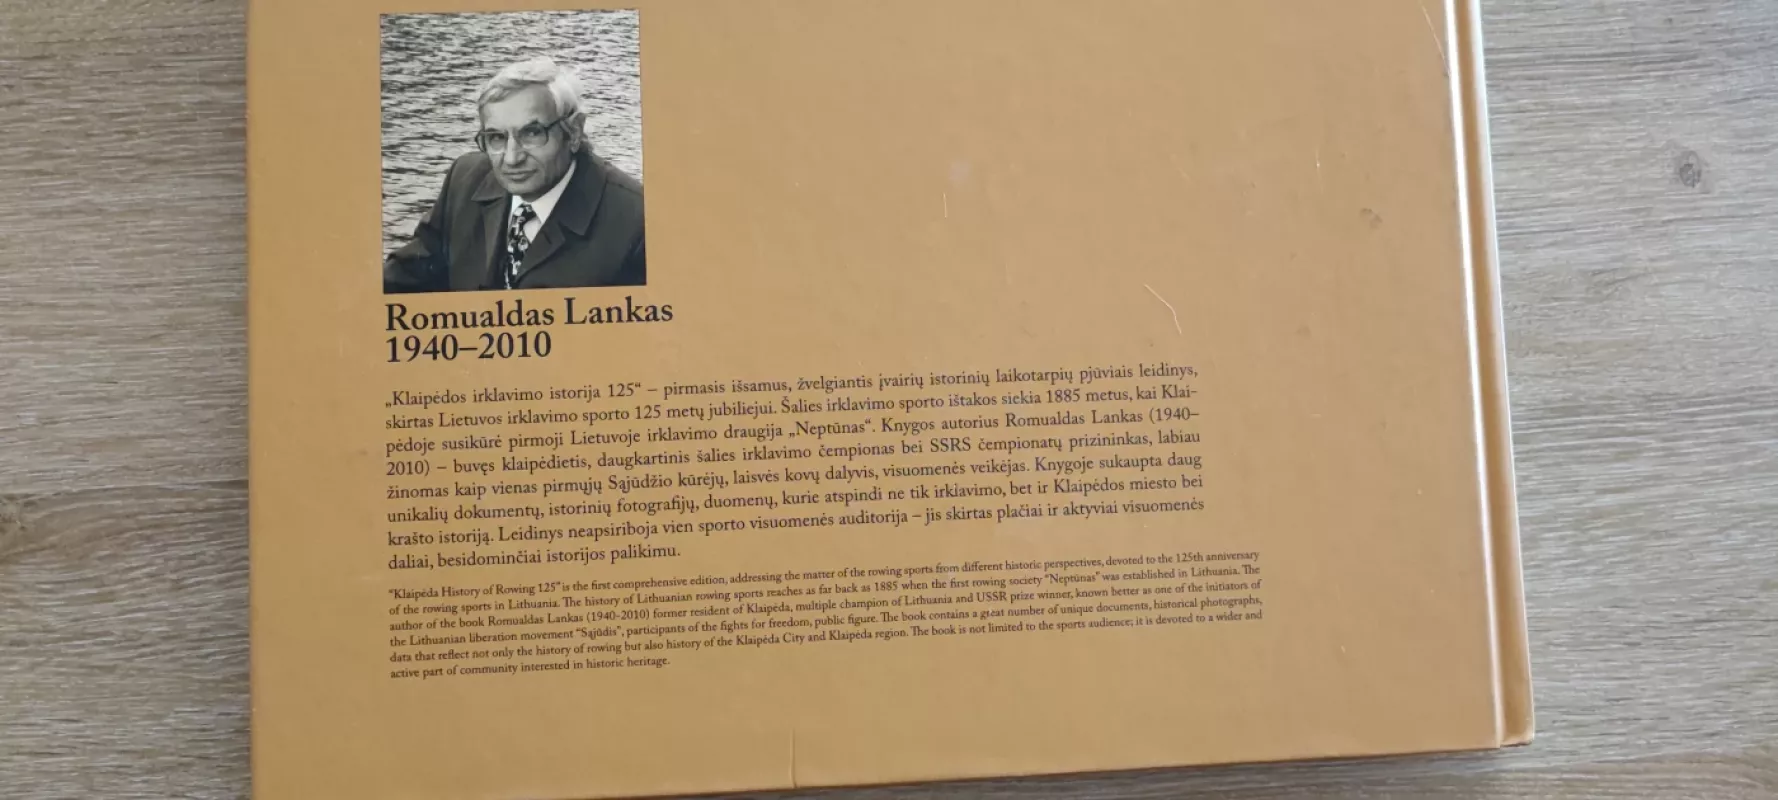 Romualdas Lankas
1940–2010
„Klaipėdos irklavimo istorija 125“ – pirmasis išsamus, žvelgiantis įvairių istorinių laikotarpių pjūviais leidinys,
skirtas Lietuvos irklavimo sporto 125 metų jubiliejui. Šalies irklavimo sporto ištakos siekia 1885 metus, kai Klai-
pėdoje susikūrė pirmoji Lietuvoje irklavimo draugija „Neptūnas“. Knygos autorius Romualdas Lankas (1940–
2010) – buvęs klaipėdietis, daugkartinis šalies irklavimo čempionas bei SSRS čempionatų prizininkas, labiau
žinomas kaip vienas pirmųjų Sąjūdžio kūrėjų, laisvės kovų dalyvis, visuomenės veikėjas. Knygoje sukaupta daug
unikalių dokumentų, istorinių fotografijų, duomenų, kurie atspindi ne tik irklavimo, bet ir Klaipėdos miesto bei
krašto istoriją. Leidinys neapsiriboja vien sporto visuomenės auditorija – jis skirtas plačiai ir aktyviai visuomenės
daliai, besidominčiai istorijos palikimu.
"Klaipėda History of Rowing 125" is the first comprehensive edition, addressing the matter of the rowing sports from different historic perspectives, devoted to the 125th anniversary
of the rowing sports in Lithuania. The history of Lithuanian rowing sports reaches as far back as 1885 when the first rowing society "Neptūnas" was established in Lithuania. The
author of the book Romualdas Lankas (1940-2010) former resident of Klaipėda, multiple champion of Lithuania and USSR prize winner, known better as one of the initiators of
the Lithuanian liberation movement "Sąjūdis", participants of the fights for freedom, public figure. The book contains a great number of unique documents, historical photographs,
data that reflect not only the history of rowing but also history of the Klaipėda City and Klaipėda region. The book is not limited to the sports audience; it is devoted to a wider and
active part of community interested in historic heritage.